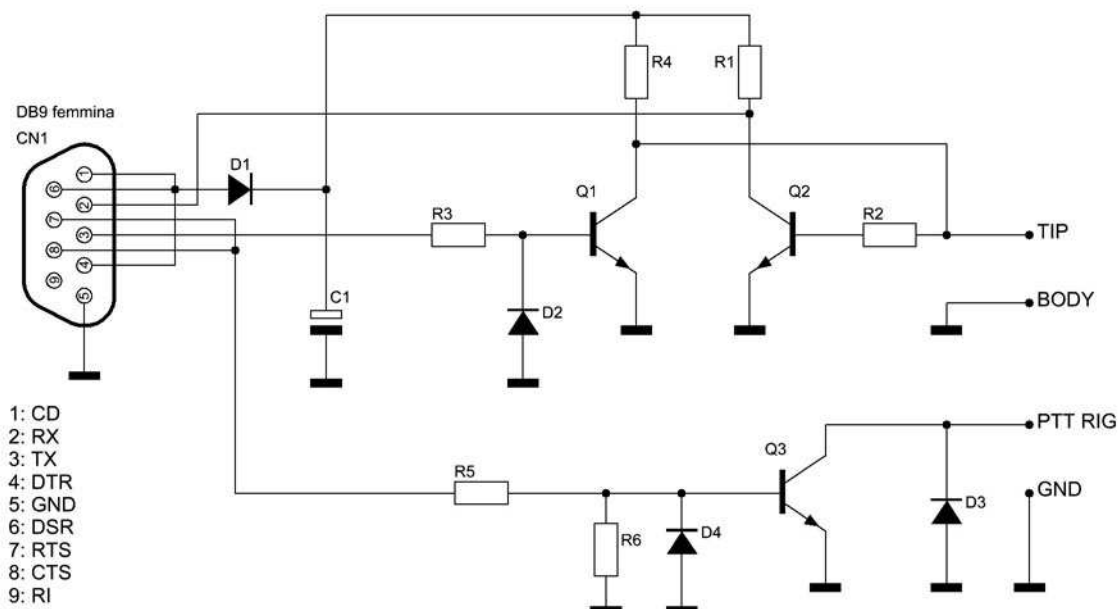 DB9 femmina
CN1
1
6
2
7
3
8
4
9
5
D1
C1
R4
R1
Q1
Q2
R3
R2
D2
TIP
BODY
1: CD
2: RX
3: TX
4: DTR
5: GND
6: DSR
7: RTS
8: CTS
9: RI
R5
R6
D4
Q3
D3
PTT RIG
GND